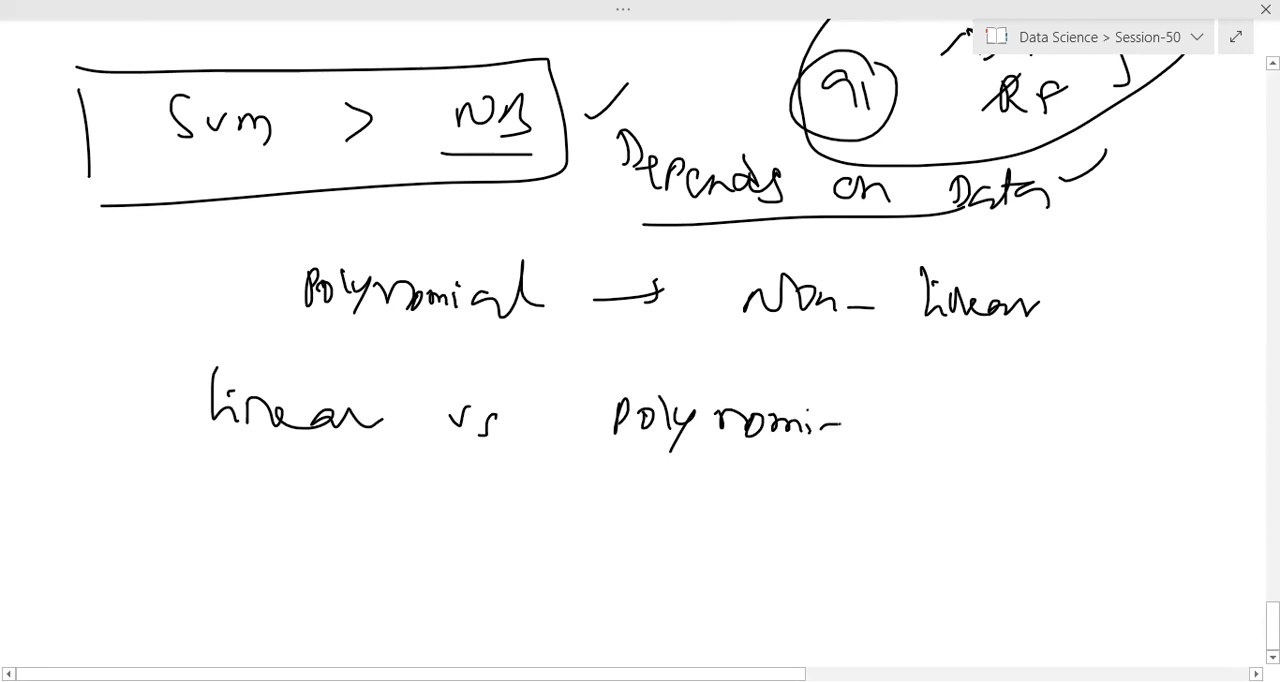 Data Science > Session-50
91 RF
Svm > NB
Depends on Data
Polynomial → Non-linear
linear vs Polynomi-